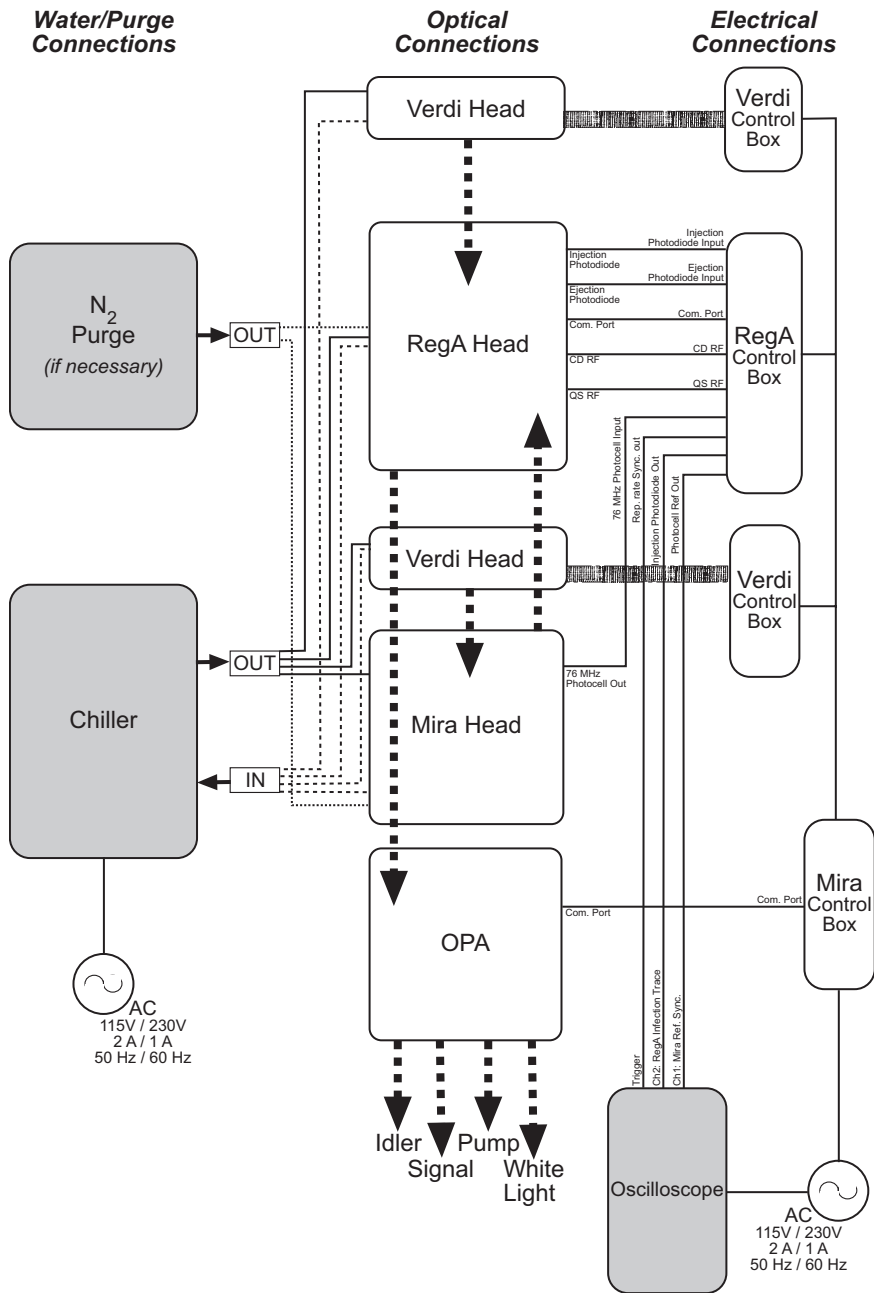 Water/Purge
Connections
Optical
Connections
Electrical
Connections
Verdi Head
Verdi
Control
Box
N2
Purge
(if necessary)
OUT
RegA Head
Injection
Photodiode
Injection
Photodiode Input
Ejection
Photodiode
Ejection
Photodiode Input
Com. Port
Com. Port
CD RF
CD RF
QS RF
QS RF
RegA
Control
Box
76 MHz Photocell Input
Rep. rate Sync. out
Injection Photodiode Out
Photocell Ref Out
Verdi Head
Verdi
Control
Box
Chiller
OUT
IN
Mira Head
76 MHz
Photocell Out
OPA
Com. Port
Com. Port
Mira
Control
Box
AC
115V / 230V
2 A / 1 A
50 Hz / 60 Hz
Trigger
Ch2: RegA Infection Trace
Ch1: Mira Ref. Sync.
Idler
Signal
Pump
White
Light
Oscilloscope
AC
115V / 230V
2 A / 1 A
50 Hz / 60 Hz